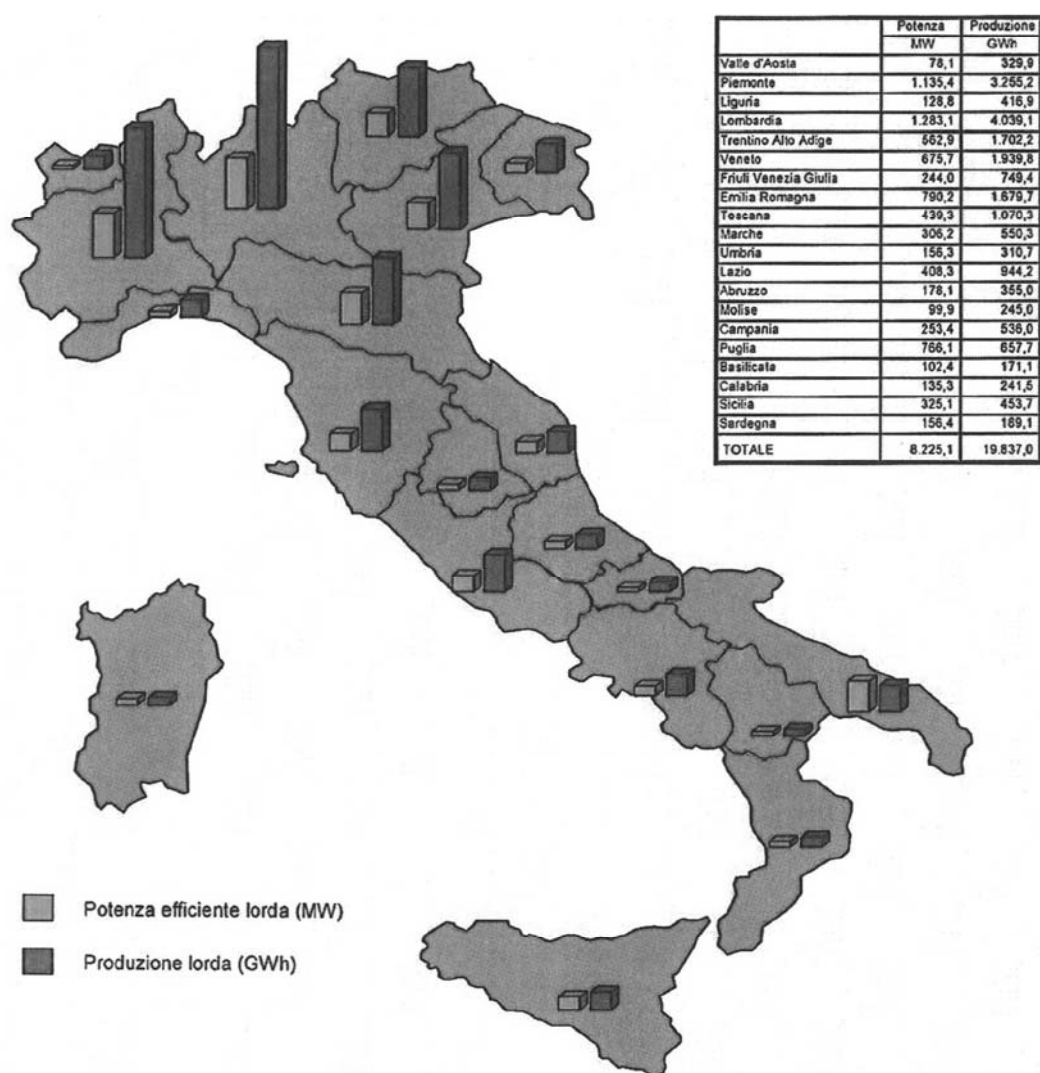 Potenza Produzione
MW GWh
Valle d'Aosta 78,1 329,9
Piemonte 1.135,4 3.255,2
Liguria 128,8 416,9
Lombardia 1.283,1 4.039,1
Trentino Alto Adige 562,9 1.702,2
Veneto 675,7 1.939,8
Friuli Venezia Giulia 244,0 749,4
Emilia Romagna 790,2 1.679,7
Toscana 439,3 1.070,3
Marche 306,2 550,3
Umbria 156,3 310,7
Lazio 408,3 944,2
Abruzzo 178,1 355,0
Molise 99,9 245,0
Campania 253,4 536,0
Puglia 766,1 657,7
Basilicata 102,4 171,1
Calabria 135,3 241,5
Sicilia 325,1 453,7
Sardegna 156,4 189,1
TOTALE 8.225,1 19.837,0
Potenza efficiente lorda (MW)
Produzione lorda (GWh)